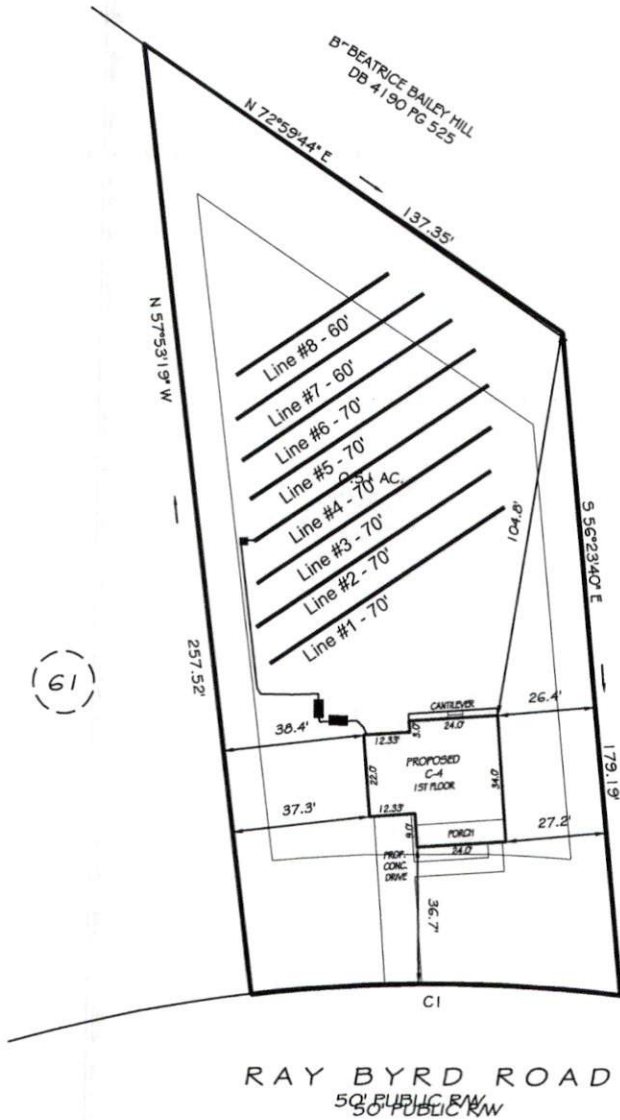 B-BEATRICE BAILEY HILL
DB 4190 PG 525
N 72°59'44" E
137.35'
N 57°53'19" W
257.52'
Line #8 - 60'
Line #7 - 60'
Line #6 - 70'
Line #5 - 70'
0.51 AC.
Line #4 - 70'
Line #3 - 70'
Line #2 - 70'
Line #1 - 70'
104.8'
S 56°23'40" E
179.19'
61
38.4'
12.33'
3.0'
CANTILEVER
24.0'
26.4'
22.0'
PROPOSED
C-4
1ST FLOOR
34.0'
37.3'
12.33'
9.0'
PORCH
24.0'
27.2'
PROP.
CONC.
DRIVE
36.7'
C1
RAY BYRD ROAD
50' PUBLIC R/W
50' PUBLIC R/W